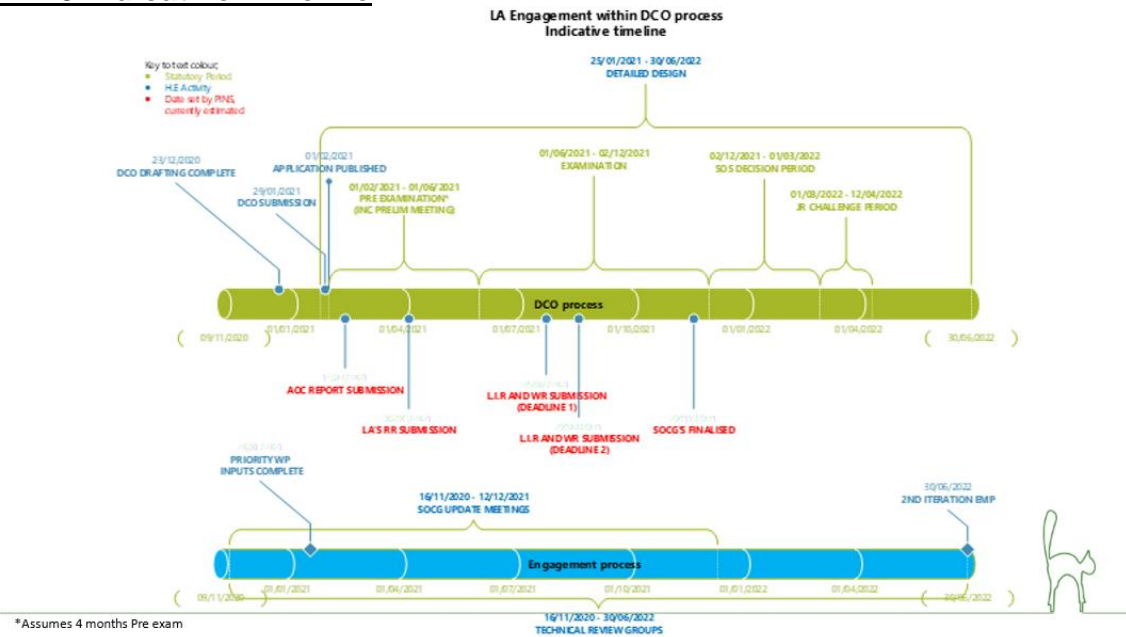 LA Engagement within DCO process
Indicative timeline
25/01/2021 - 30/06/2022
DETAILED DESIGN
Key to text colour;
Statutory Period
H.E Activity
Date set by PINS,
currently estimated
23/12/2020
DCO DRAFTING COMPLETE
01/02/2021
APPLICATION PUBLISHED
29/01/2021
DCO SUBMISSION
01/02/2021 - 01/06/2021
PRE EXAMINATION*
(INC PRELIM MEETING)
01/06/2021 - 02/12/2021
EXAMINATION
02/12/2021 - 01/03/2022
SOS DECISION PERIOD
01/03/2022 - 12/04/2022
JR CHALLENGE PERIOD
DCO process
09/11/2020
01/01/2021
01/04/2021
01/07/2021
01/10/2021
01/01/2022
01/04/2022
30/06/2022
AOC REPORT SUBMISSION
LA'S RR SUBMISSION
L.I.R AND WR SUBMISSION
(DEADLINE 1)
L.I.R AND WR SUBMISSION
(DEADLINE 2)
SOCG'S FINALISED
PRIORITY WP
INPUTS COMPLETE
16/11/2020 - 12/12/2021
SOCG UPDATE MEETINGS
30/06/2022
2ND ITERATION EMP
Engagement process
09/11/2020
01/01/2021
01/04/2021
01/07/2021
01/10/2021
01/01/2022
01/04/2022
30/06/2022
16/11/2020 - 30/06/2022
TECHNICAL REVIEW GROUPS
*Assumes 4 months Pre exam